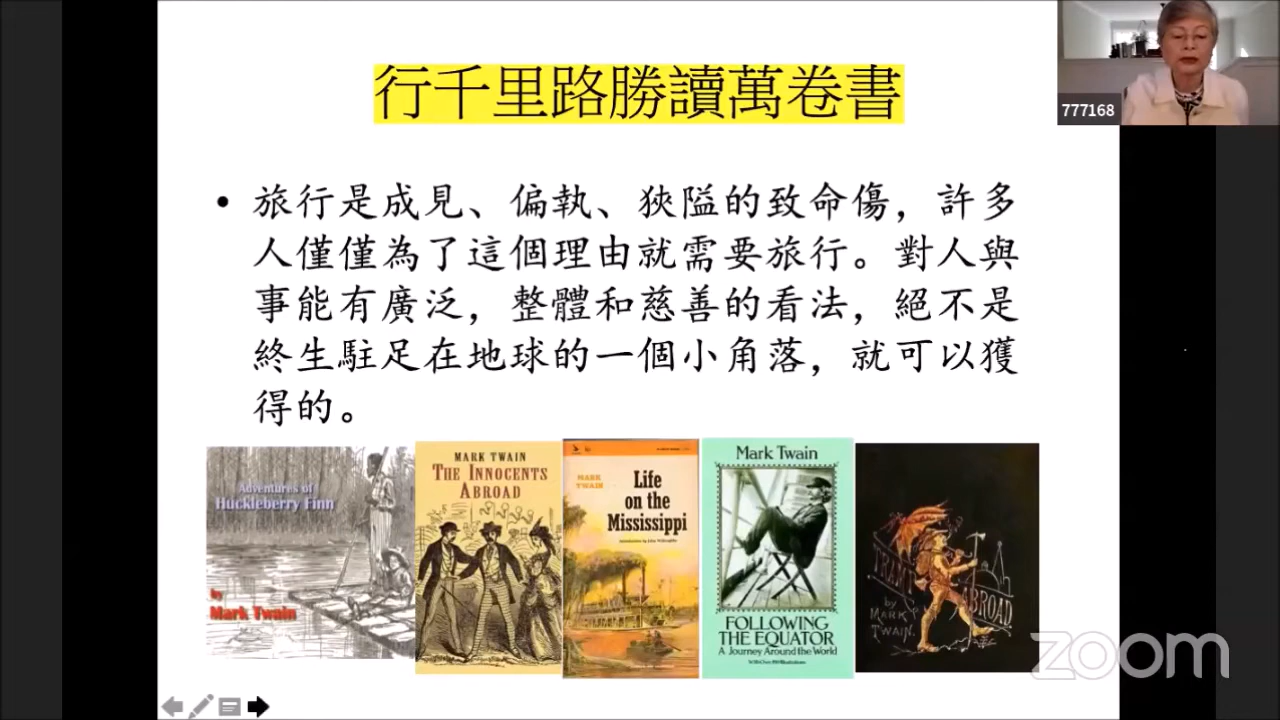 行千里路勝讀萬卷書
777168
• 旅行是成見、偏執、狹隘的致命傷，許多
人僅僅為了這個理由就需要旅行。對人與
事能有廣泛，整體和慈善的看法，絕不是
終生駐足在地球的一個小角落，就可以獲
得的。
Adventures of
Huckleberry Finn
by
Mark Twain
MARK TWAIN
THE INNOCENTS
ABROAD
MARK
TWAIN
Life
on the
Mississippi
Mark Twain
FOLLOWING
THE EQUATOR
A Journey Around the World
ABROAD
by
MARK
TWAIN
zoom